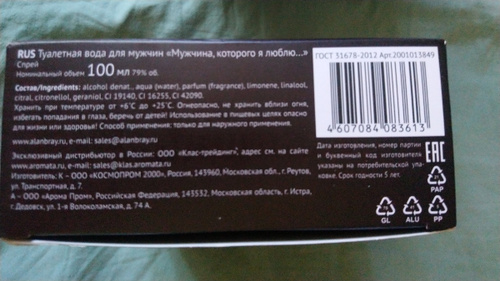 RUS Туалетная вода для мужчин «Мужчина, которого я люблю...»
Спрей
Номинальный объем 100 МЛ 79% об.
Состав/Ingredients: alcohol denat., aqua (water), parfum (fragrance), limonene, linalool,
citral, citronellol, geraniol, CI 19140, CI 16255, CI 42090.
Хранить при температуре от +6˚С до +25˚С. Огнеопасно, не хранить вблизи огня,
избегать попадания в глаза, беречь от детей! Использование в пищевых целях опасно
для жизни или здоровья! Способ применения: только для наружного применения.
www.alanbray.com; e-mail: sales@alanbray.com
Эксклюзивный дистрибьютор в России: ООО «Клас-трейдинг», адрес см. на сайте
www.aromata.ru; e-mail: sales@klas.aromata.ru
Изготовитель: К – ООО «КОСМОПРОМ 2000», Россия, 143960, Московская обл., г. Реутов,
ул. Транспортная, д. 7.
А – ООО «Арома Пром», Российская Федерация, 143532, Московская область, г. Истра,
г. Дедовск, ул. 1-я Волоколамская, д. 74 А.
ГОСТ 31678-2012 Арт.2001013849
4 607084 083613
Дата изготовления, номер партии
и буквенный код изготовителя
указаны на потребительской упа-
ковке. Срок годности 5 лет.
EAC
PAP
GL ALU PP